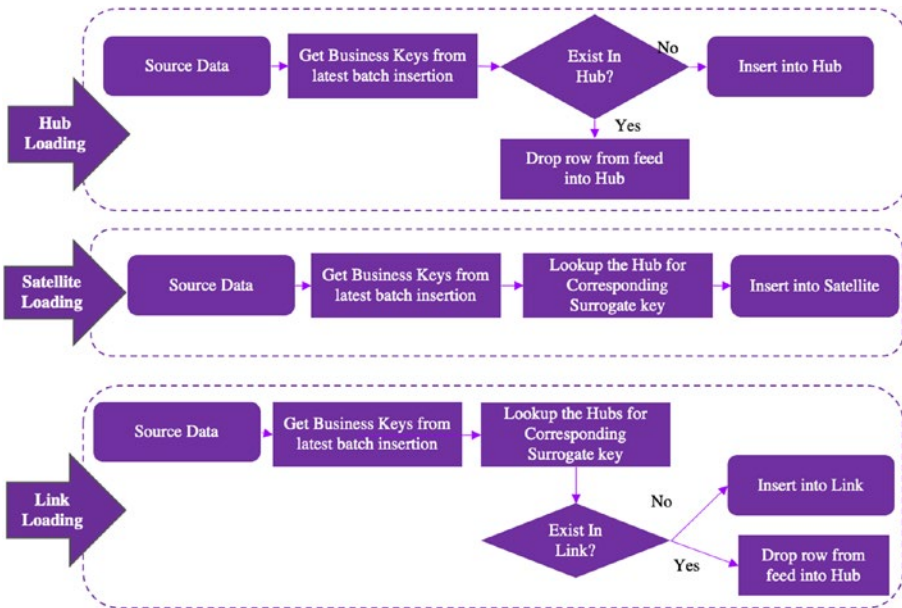 Hub
Loading
Source Data
Get Business Keys from
latest batch insertion
Exist In
Hub?
No
Insert into Hub
Yes
Drop row from feed
into Hub
Satellite
Loading
Source Data
Get Business Keys from
latest batch insertion
Lookup the Hub for
Corresponding
Surrogate key
Insert into Satellite
Link
Loading
Source Data
Get Business Keys from
latest batch insertion
Lookup the Hubs for
Corresponding
Surrogate key
Exist In
Link?
No
Insert into Link
Yes
Drop row from
feed into Hub